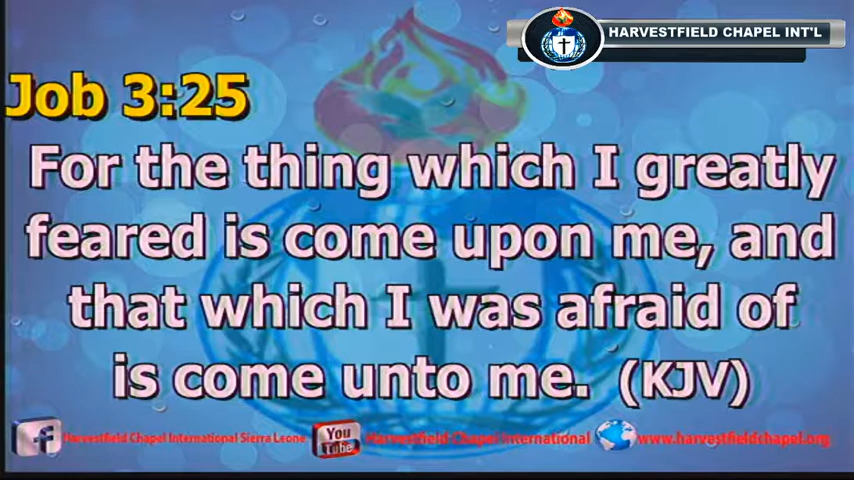 HARVESTFIELD CHAPEL INT'L
Job 3:25
For the thing which I greatly
feared is come upon me, and
that which I was afraid of
is come unto me. (KJV)
f Harvestfield Chapel International Sierra Leone You Tube Harvestfield Chapel International www.harvestfieldchapel.org